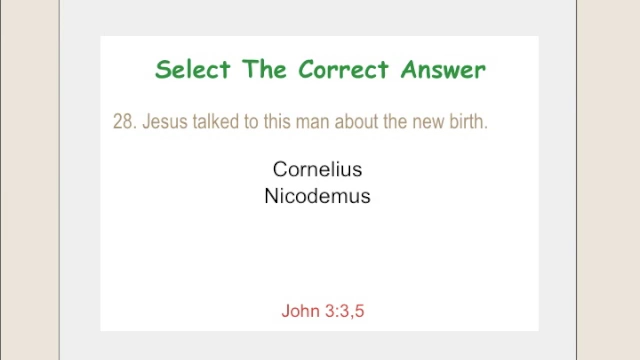 Select The Correct Answer
28. Jesus talked to this man about the new birth.
Cornelius
Nicodemus
John 3:3,5